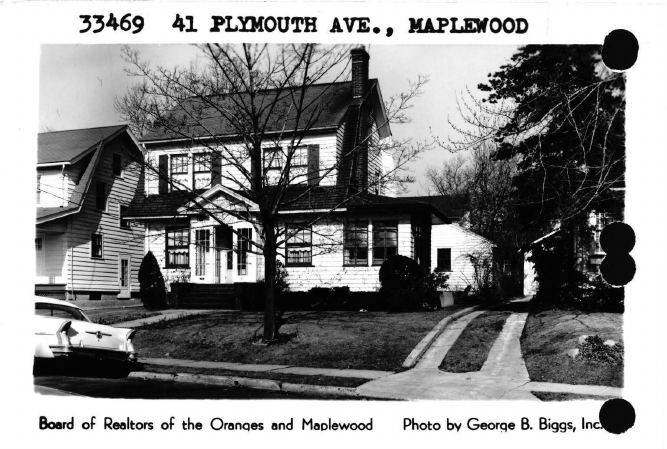 33469 41 PLYMOUTH AVE., MAPLEWOOD
Board of Realtors of the Oranges and Maplewood Photo by George B. Biggs, Inc.